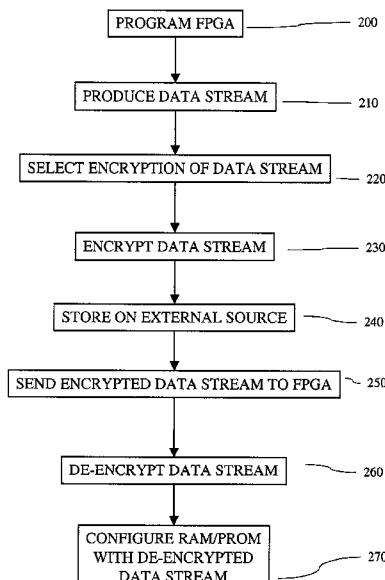 PROGRAM FPGA
200
PRODUCE DATA STREAM
210
SELECT ENCRYPTION OF DATA STREAM
220
ENCRYPT DATA STREAM
230
STORE ON EXTERNAL SOURCE
240
SEND ENCRYPTED DATA STREAM TO FPGA
250
DE-ENCRYPT DATA STREAM
260
CONFIGURE RAM/PROM
WITH DE-ENCRYPTED
DATA STREAM
270